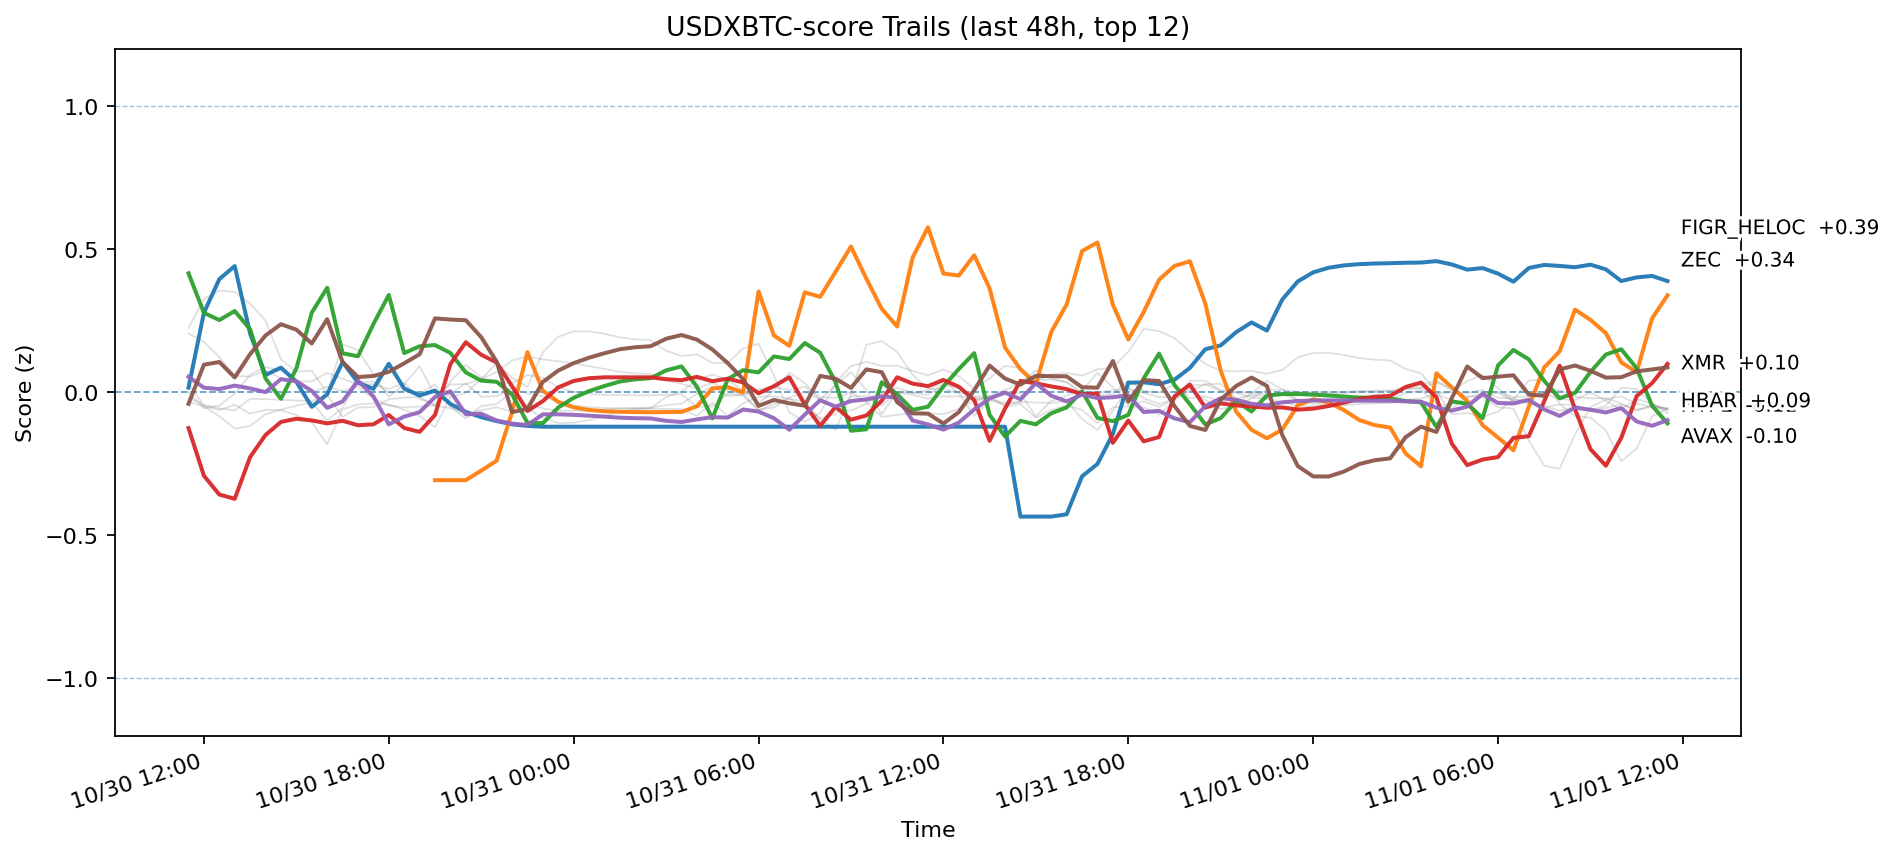 USDXBTC-score Trails (last 48h, top 12)
Score (z)
1.0
0.5
0.0
−0.5
−1.0
FIGR_HELOC +0.39
ZEC +0.34
XMR +0.10
HBAR +0.09
AVAX -0.10
10/30 12:00
10/30 18:00
10/31 00:00
10/31 06:00
10/31 12:00
10/31 18:00
11/01 00:00
11/01 06:00
11/01 12:00
Time